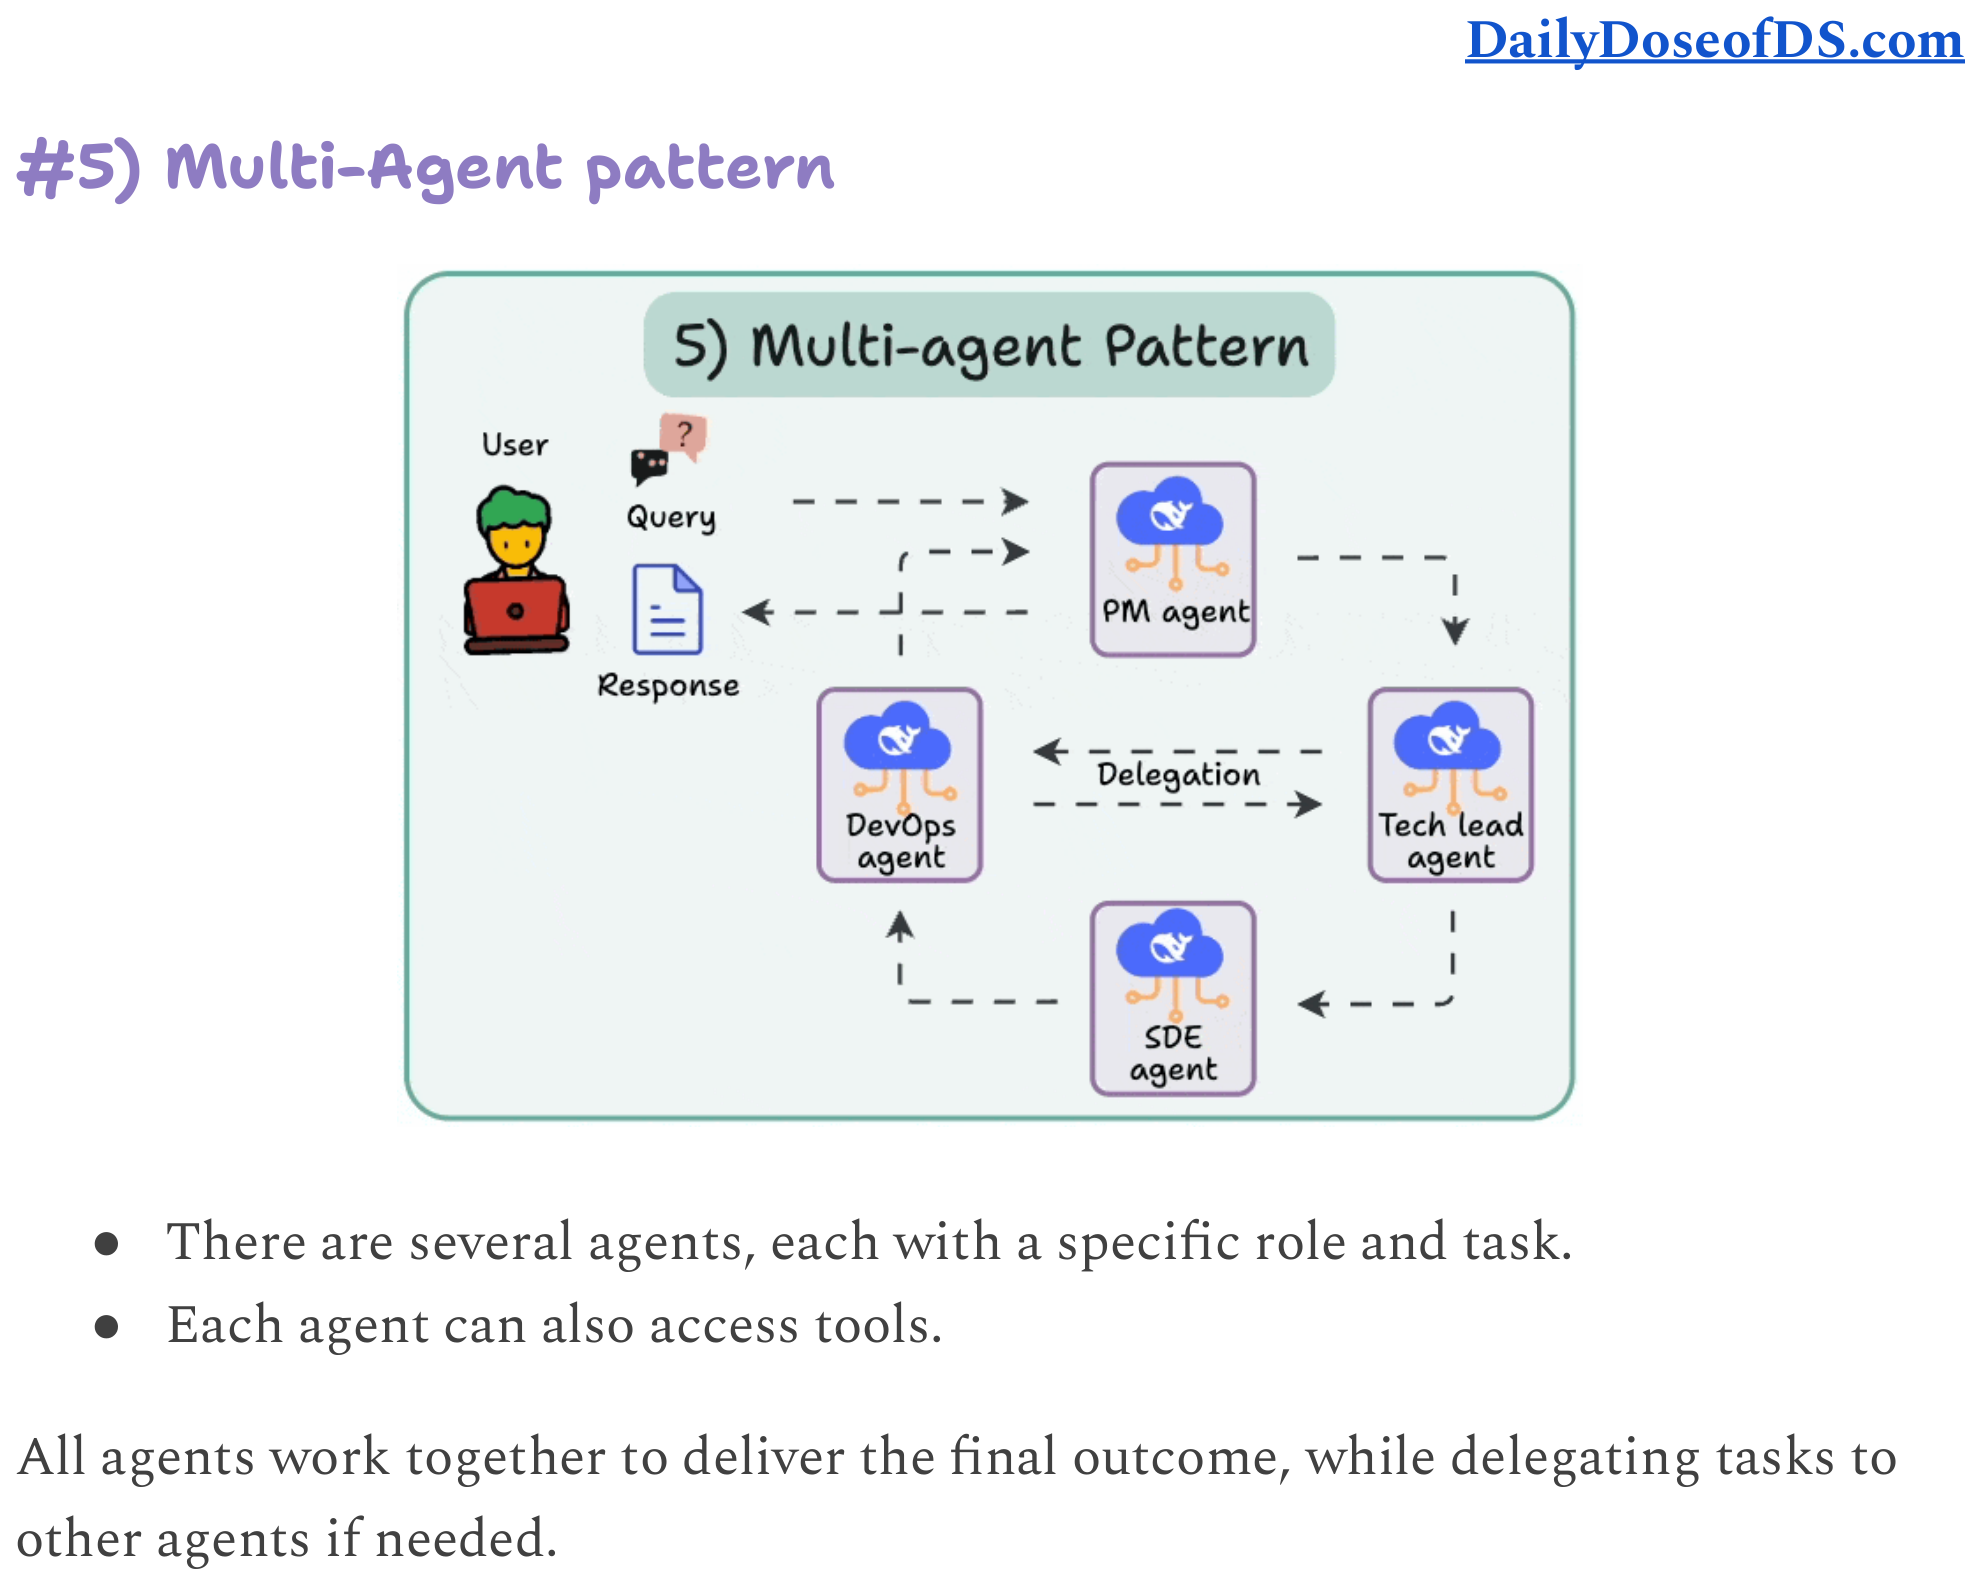 DailyDoseofDS.com
#5) Multi-Agent pattern
5) Multi-agent Pattern
User
?
Query
Response
PM agent
Delegation
DevOps
agent
Tech lead
agent
SDE
agent
● There are several agents, each with a specific role and task.
● Each agent can also access tools.
All agents work together to deliver the final outcome, while delegating tasks to
other agents if needed.